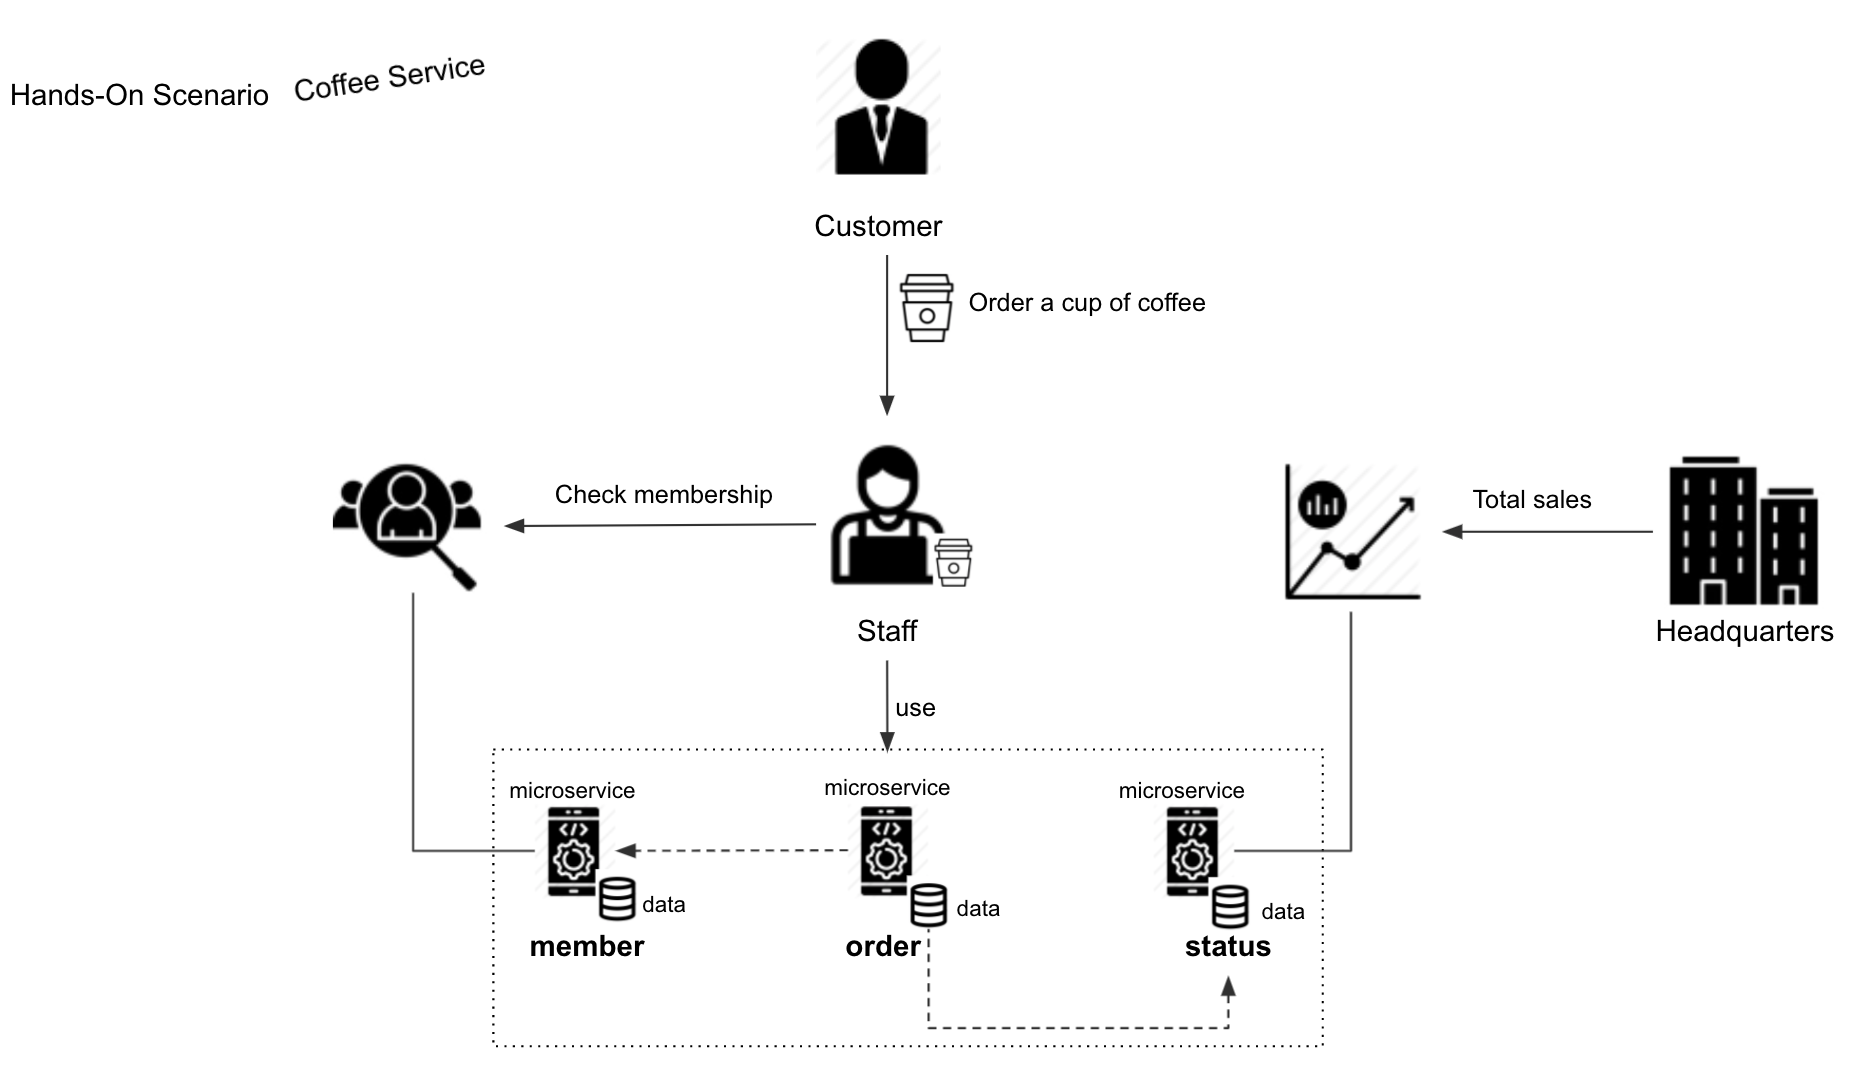 Hands-On Scenario
Coffee Service
Customer
Order a cup of coffee
Check membership
Total sales
Staff
Headquarters
use
microservice
microservice
microservice
data
data
data
member
order
status